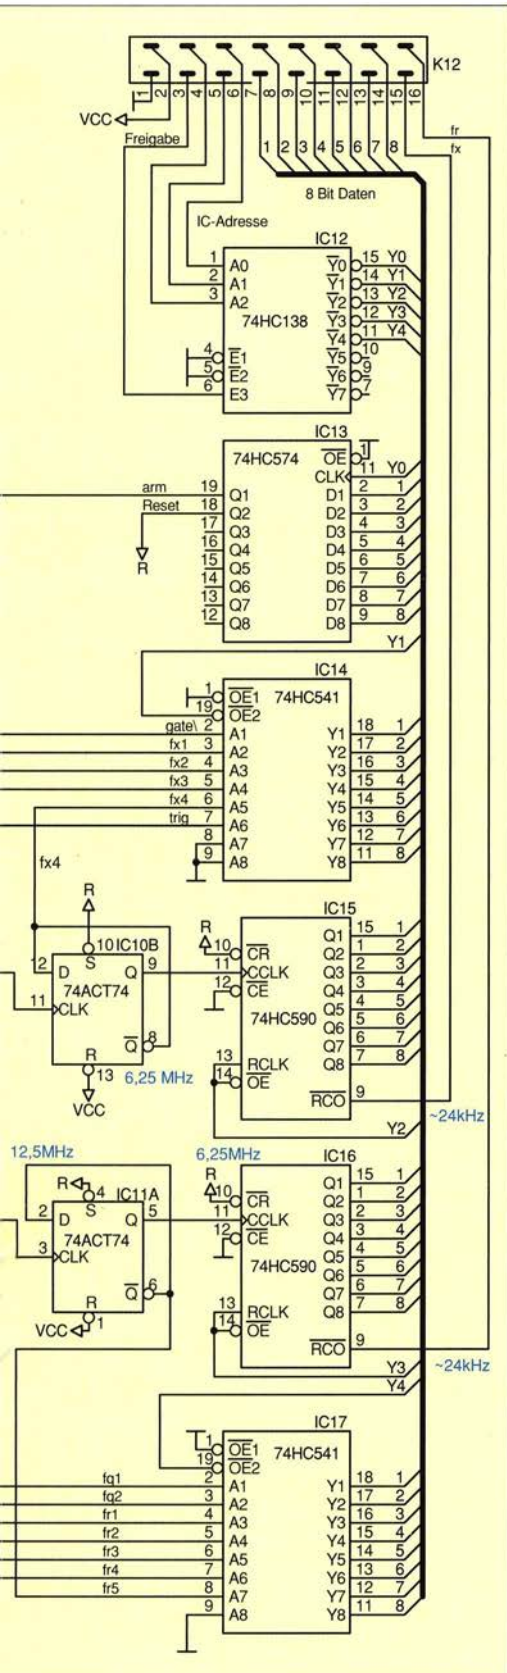 K12
1 2 3 4 5 6 7 8 9 10 11 12 13 14 15 16
VCC
fr
Freigabe
fx
1 2 3 4 5 6 7 8
8 Bit Daten
IC-Adresse
IC12
1 A0 Y0 15 Y0
2 A1 Y1 14 Y1
3 A2 Y2 13 Y2
74HC138 Y3 12 Y3
Y4 11 Y4
4 E1 Y5 10
5 E2 Y6 9
6 E3 Y7 7
IC13
74HC574 OE 1
CLK 11 Y0
arm 19 Q1 D1 2 1
Reset 18 Q2 D2 3 2
17 Q3 D3 4 3
16 Q4 D4 5 4
R 15 Q5 D5 6 5
14 Q6 D6 7 6
13 Q7 D7 8 7
12 Q8 D8 9 8
Y1
IC14
1 OE1 74HC541
19 OE2
gate\ 2 A1 Y1 18 1
fx1 3 A2 Y2 17 2
fx2 4 A3 Y3 16 3
fx3 5 A4 Y4 15 4
fx4 6 A5 Y5 14 5
trig 7 A6 Y6 13 6
8 A7 Y7 12 7
9 A8 Y8 11 8
fx4
R
IC15
10 IC10B
S
12 D Q 9
74ACT74
11 CLK
Q 8
R
13
6,25 MHz
VCC
R 10 CR Q1 15 1
Q2 1 2
11 CCLK Q3 2 3
12 CE Q4 3 4
Q5 4 5
74HC590 Q6 5 6
Q7 6 7
13 RCLK Q8 7 8
14 OE
RCO 9
~24kHz
Y2
12,5MHz
6,25MHz
IC16
R 4 IC11A
S
2 D Q 5
74ACT74
3 CLK
Q 6
R
VCC 1
R 10 CR Q1 15 1
Q2 1 2
11 CCLK Q3 2 3
12 CE Q4 3 4
Q5 4 5
74HC590 Q6 5 6
Q7 6 7
13 RCLK Q8 7 8
14 OE
RCO 9
Y3 ~24kHz
Y4
IC17
1 OE1 74HC541
19 OE2
fq1 2 A1 Y1 18 1
fq2 3 A2 Y2 17 2
fr1 4 A3 Y3 16 3
fr2 5 A4 Y4 15 4
fr3 6 A5 Y5 14 5
fr4 7 A6 Y6 13 6
fr5 8 A7 Y7 12 7
9 A8 Y8 11 8